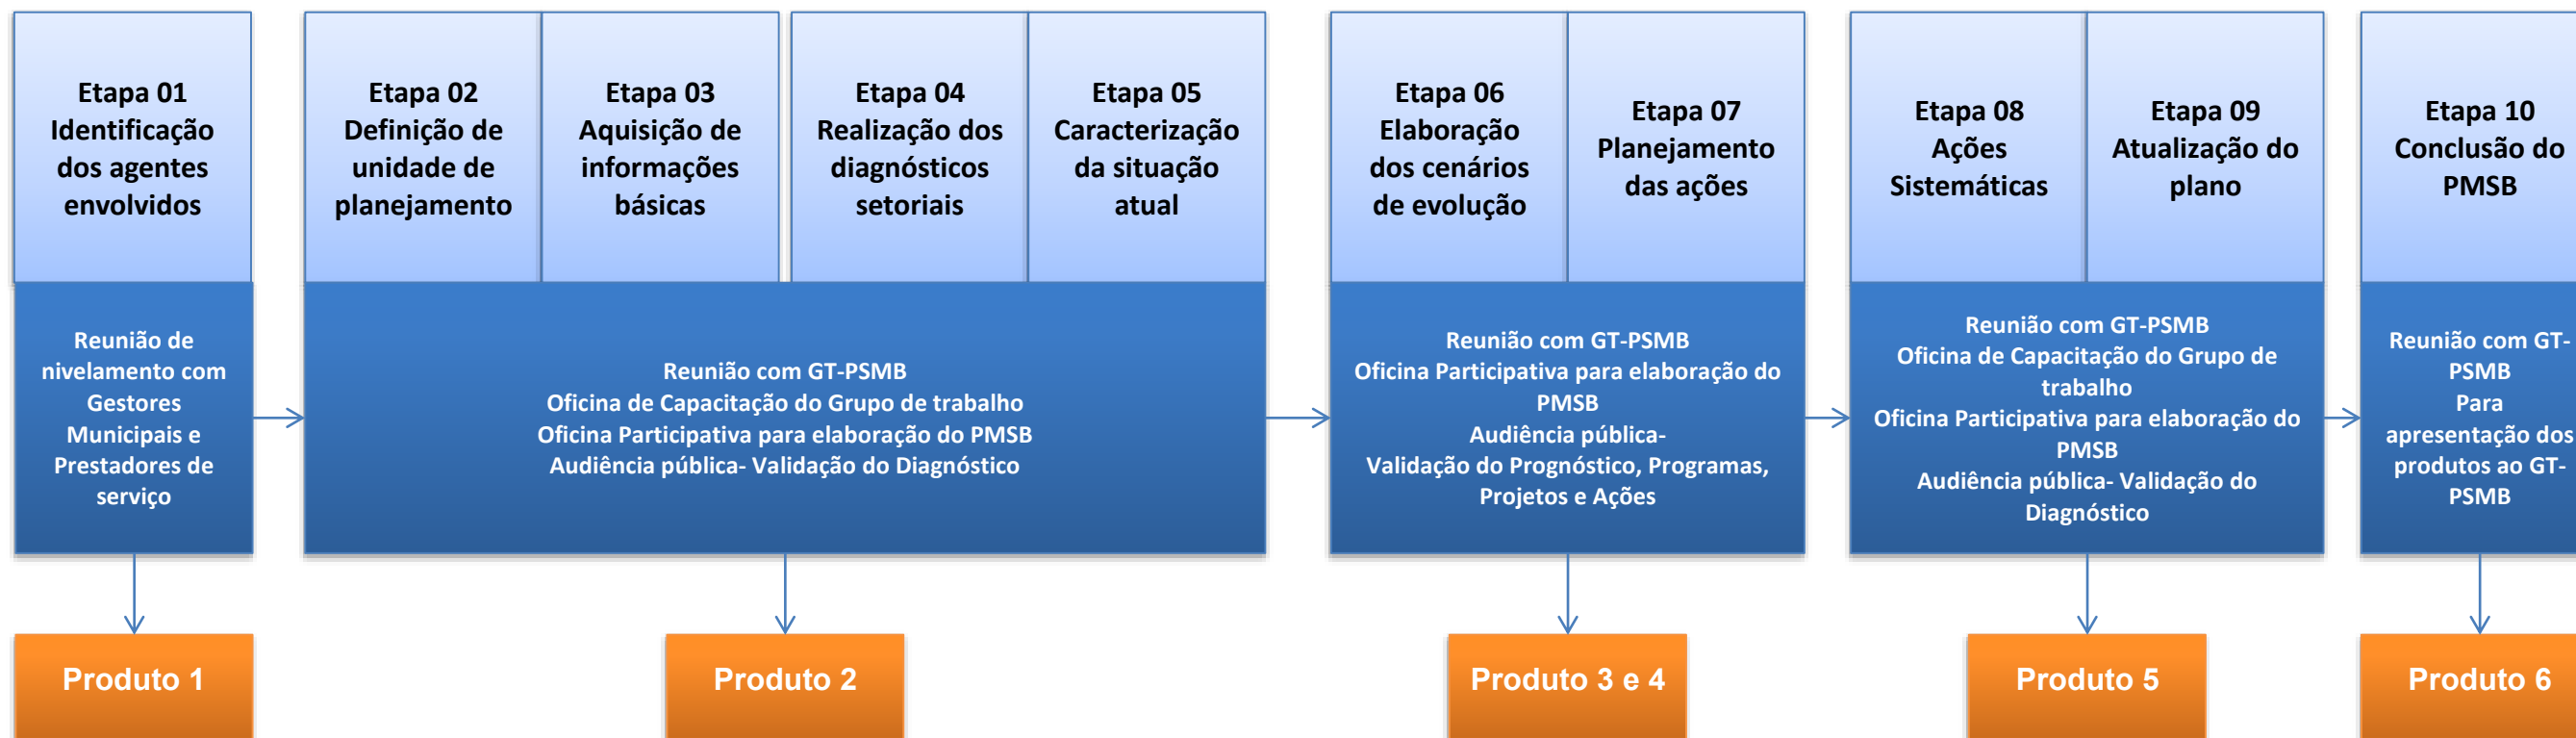 Etapa 01
Identificação
dos agentes
envolvidos
Etapa 02
Definição de
unidade de
planejamento
Etapa 03
Aquisição de
informações
básicas
Etapa 04
Realização dos
diagnósticos
setoriais
Etapa 05
Caracterização
da situação
atual
Etapa 06
Elaboração
dos cenários
de evolução
Etapa 07
Planejamento
das ações
Etapa 08
Ações
Sistemáticas
Etapa 09
Atualização do
plano
Etapa 10
Conclusão do
PMSB
Reunião de
nivelamento com
Gestores
Municipais e
Prestadores de
serviço
Reunião com GT-PSMB
Oficina de Capacitação do Grupo de trabalho
Oficina Participativa para elaboração do PMSB
Audiência pública- Validação do Diagnóstico
Reunião com GT-PSMB
Oficina Participativa para elaboração do
PMSB
Audiência pública-
Validação do Prognóstico, Programas,
Projetos e Ações
Reunião com GT-PSMB
Oficina de Capacitação do Grupo de
trabalho
Oficina Participativa para elaboração do
PMSB
Audiência pública- Validação do
Diagnóstico
Reunião com GT-
PSMB
Para
apresentação dos
produtos ao GT-
PSMB
Produto 1
Produto 2
Produto 3 e 4
Produto 5
Produto 6